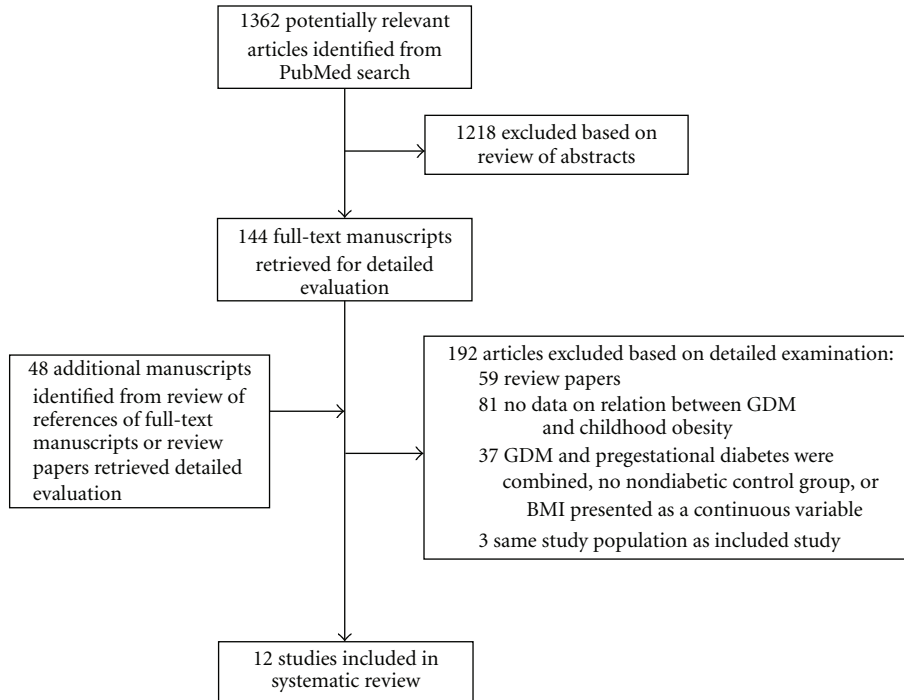 1362 potentially relevant
articles identified from
PubMed search
1218 excluded based on
review of abstracts
144 full-text manuscripts
retrieved for detailed
evaluation
48 additional manuscripts
identified from review of
references of full-text
manuscripts or review
papers retrieved detailed
evaluation
192 articles excluded based on detailed examination:
59 review papers
81 no data on relation between GDM
and childhood obesity
37 GDM and pregestational diabetes were
combined, no nondiabetic control group, or
BMI presented as a continuous variable
3 same study population as included study
12 studies included in
systematic review